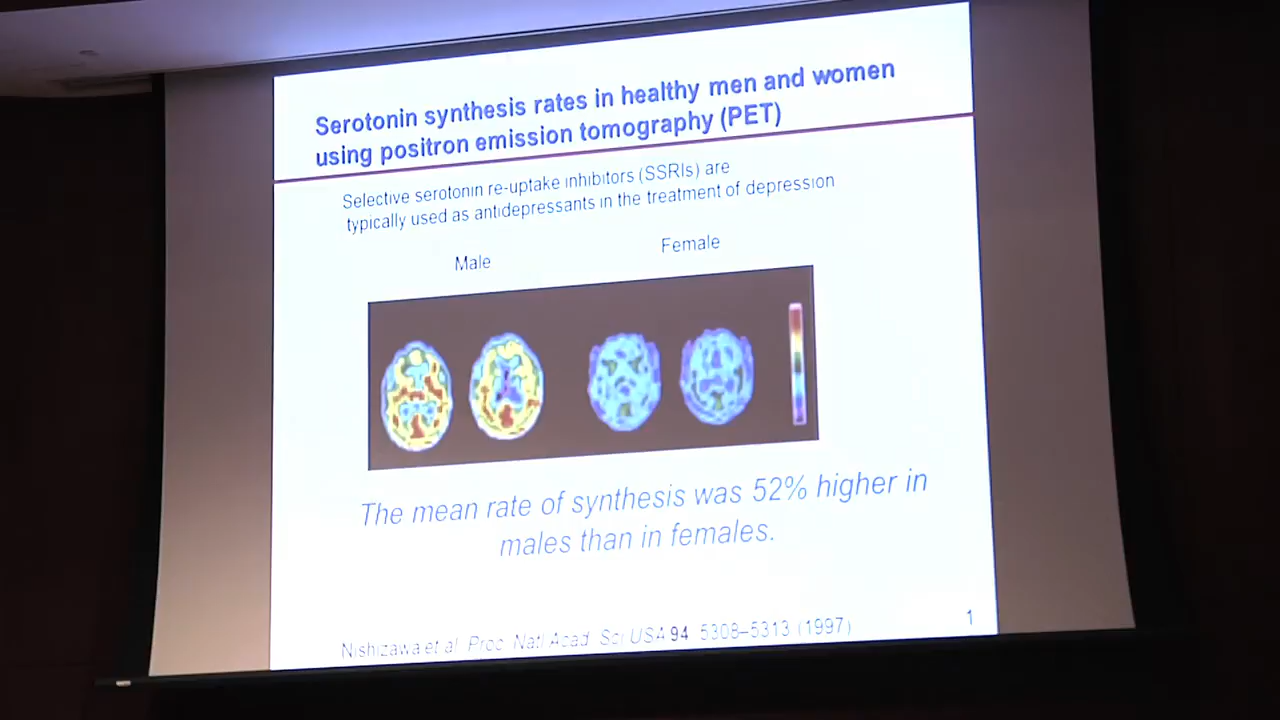 Serotonin synthesis rates in healthy men and women
using positron emission tomography (PET)
Selective serotonin re-uptake inhibitors (SSRIs) are
typically used as antidepressants in the treatment of depression
Male
Female
The mean rate of synthesis was 52% higher in
males than in females.
Nishizawa et al Proc Natl Acad Sci USA 94 5308–5313 (1997)
1